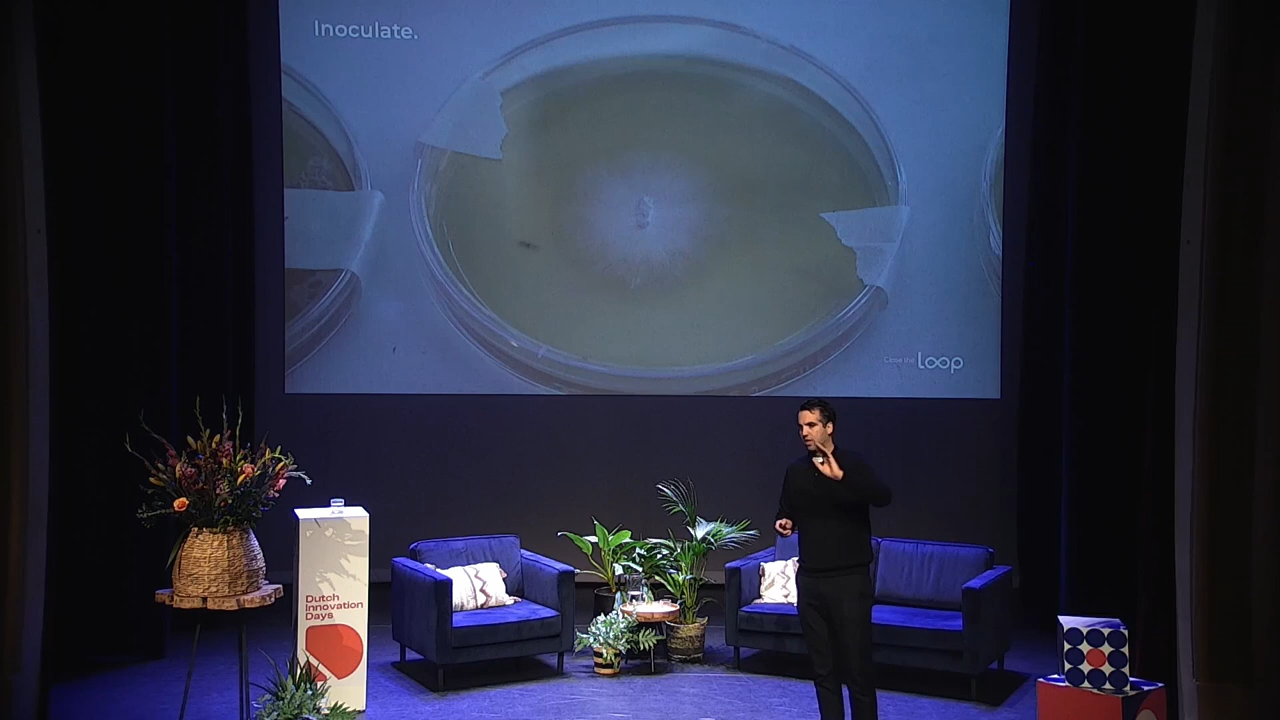 Inoculate.
Close the loop
Dutch
Innovation
Days